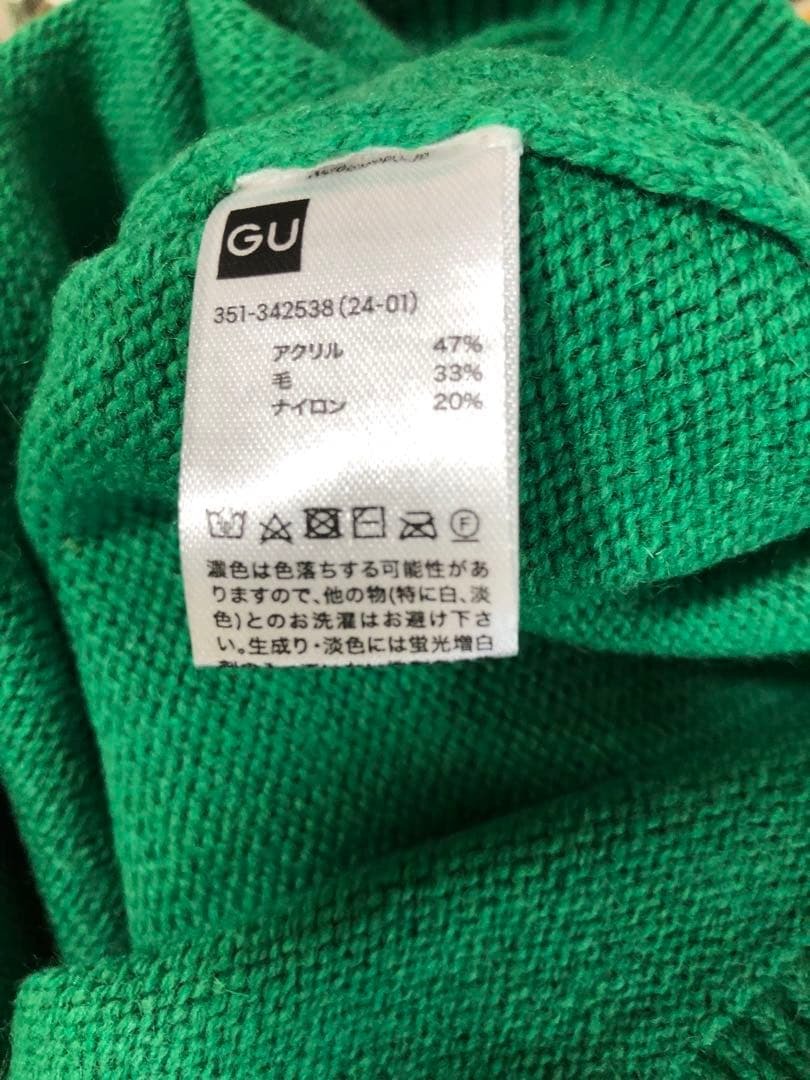 GU
351-342538 (24-01)
アクリル 47%
毛 33%
ナイロン 20%
F
濃色は色落ちする可能性があ
りますので、他の物(特に白、淡
色)とのお洗濯はお避け下さ
い。生成り・淡色には蛍光増白